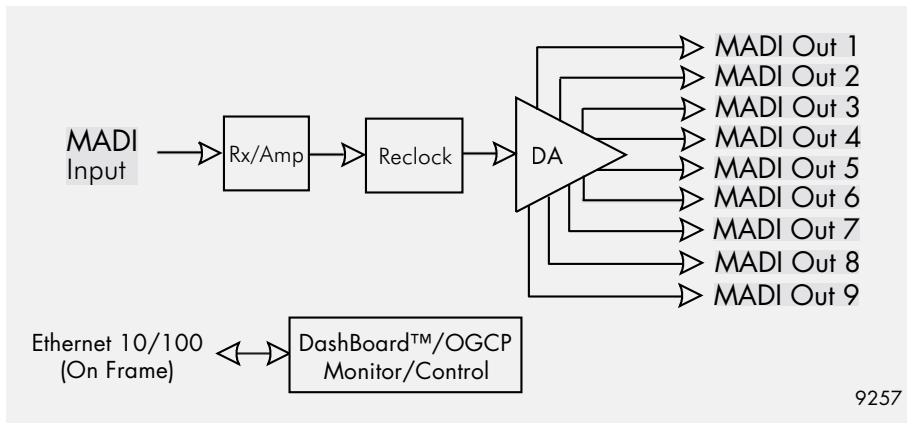 MADI
Input
Rx/Amp
Reclock
DA
MADI Out 1
MADI Out 2
MADI Out 3
MADI Out 4
MADI Out 5
MADI Out 6
MADI Out 7
MADI Out 8
MADI Out 9
Ethernet 10/100
(On Frame)
DashBoard™/OGCP
Monitor/Control
9257